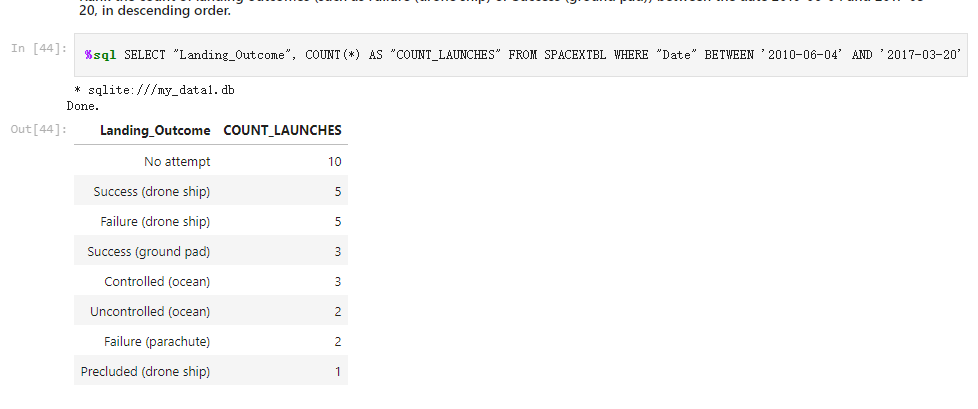 20, in descending order.
In [44]: %sql SELECT "Landing_Outcome", COUNT(*) AS "COUNT_LAUNCHES" FROM SPACEXTBL WHERE "Date" BETWEEN '2010-06-04' AND '2017-03-20'
* sqlite:///my_data1.db
Done.
Out[44]: Landing_Outcome COUNT_LAUNCHES
No attempt 10
Success (drone ship) 5
Failure (drone ship) 5
Success (ground pad) 3
Controlled (ocean) 3
Uncontrolled (ocean) 2
Failure (parachute) 2
Precluded (drone ship) 1